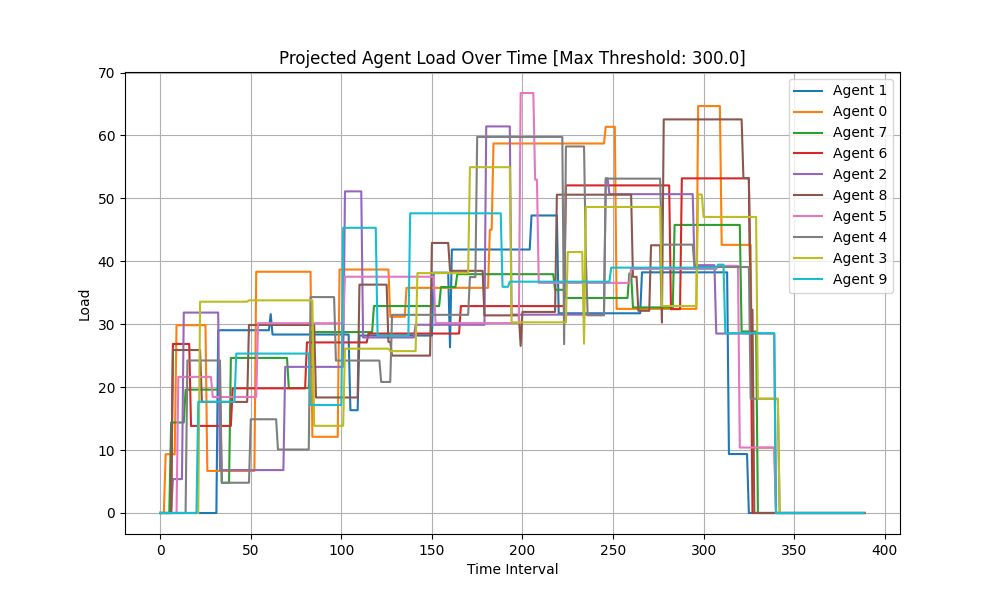 Projected Agent Load Over Time [Max Threshold: 300.0]
Load
70
60
50
40
30
20
10
0
0 50 100 150 200 250 300 350 400
Time Interval
Agent 1
Agent 0
Agent 7
Agent 6
Agent 2
Agent 8
Agent 5
Agent 4
Agent 3
Agent 9